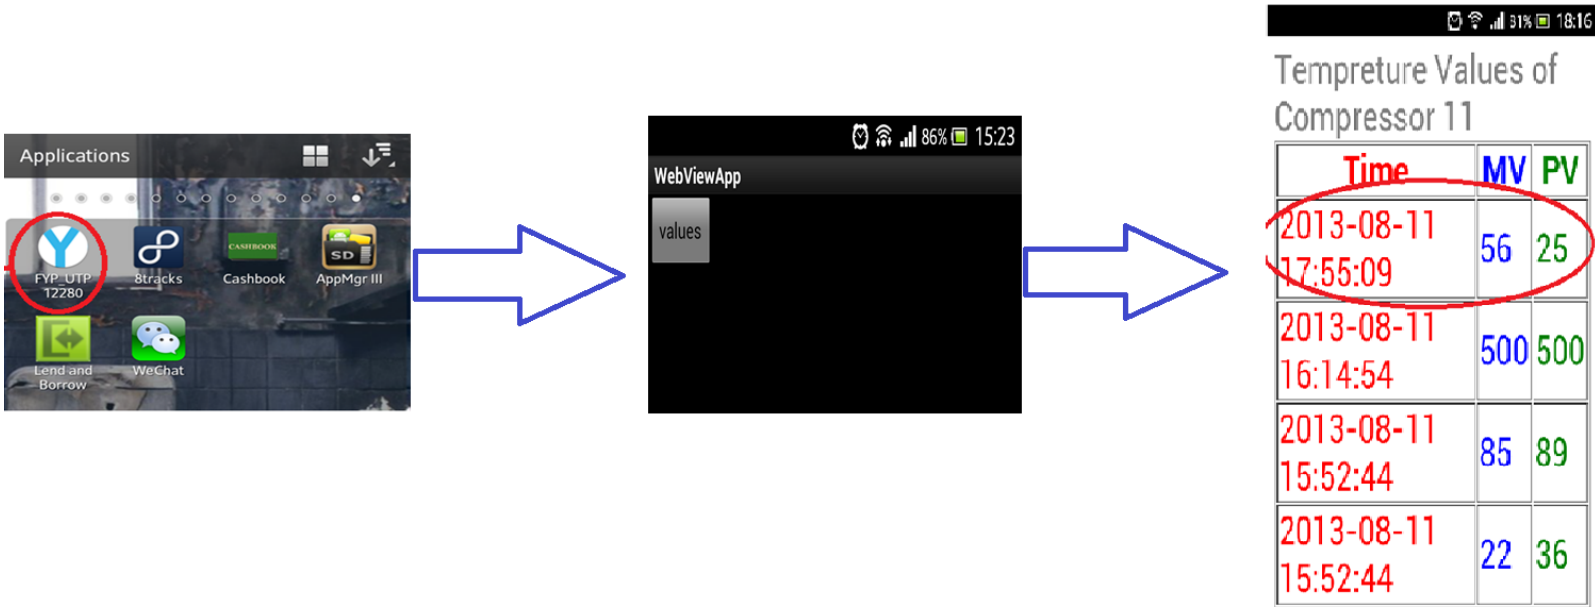 Applications
FYP_UTP
12280
8tracks
CASHBOOK
Cashbook
SD
AppMgr III
Lend and
Borrow
WeChat
86% 15:23
WebViewApp
values
31% 18:16
Tempreture Values of
Compressor 11
Time MV PV
2013-08-11
17:55:09 56 25
2013-08-11
16:14:54 500 500
2013-08-11
15:52:44 85 89
2013-08-11
15:52:44 22 36